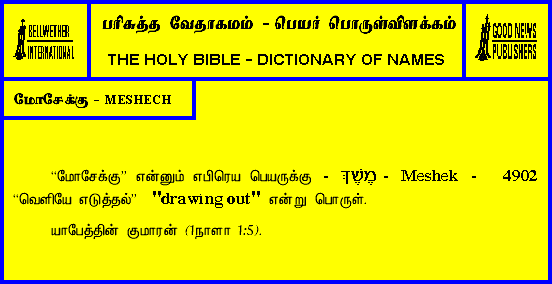 BELLWETHER
INTERNATIONAL
பரிசுத்த வேதாகமம் - பெயர் பொருள்விளக்கம்
THE HOLY BIBLE - DICTIONARY OF NAMES
GOOD NEWS
PUBLISHERS
மோசேக்கு - MESHECH
“மோசேக்கு” என்னும் எபிரெய பெயருக்கு - מֶשֶׁךְ - Meshek - 4902
“வெளியே எடுத்தல்” "drawing out" என்று பொருள்.
யாபேத்தின் குமாரன் (1நாளா 1:5).